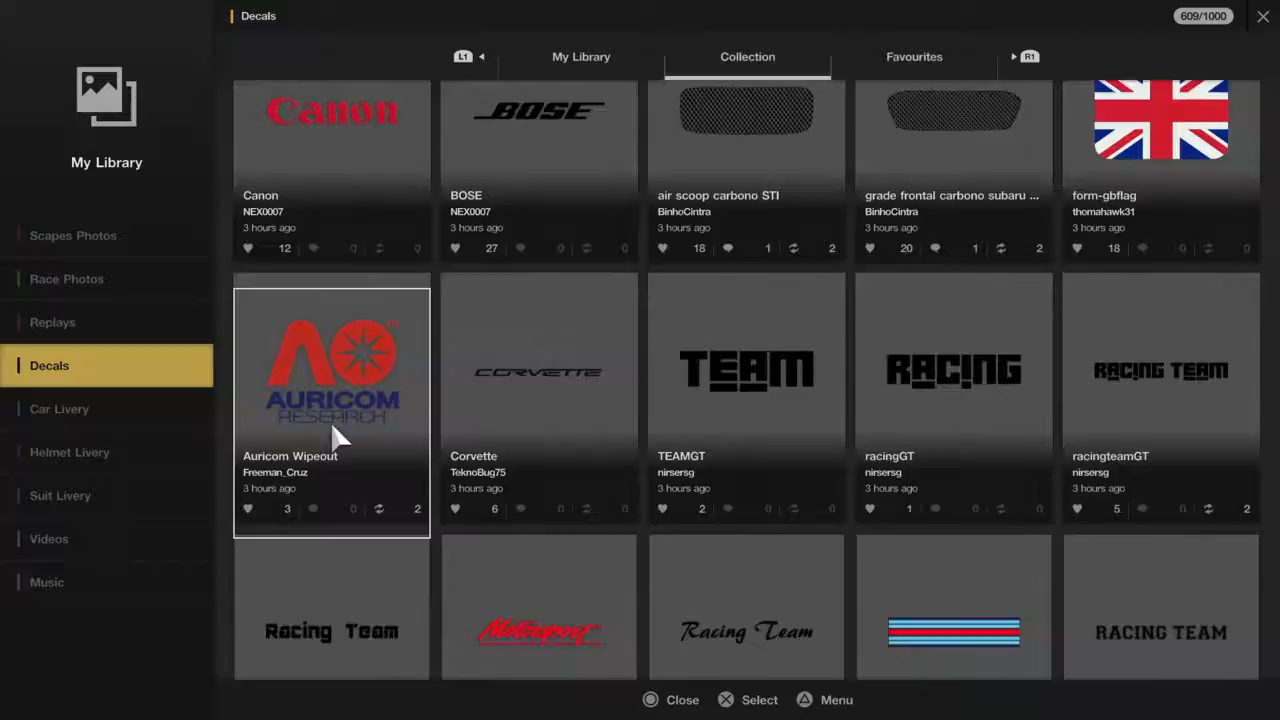 Decals
609/1000
L1
My Library
Collection
Favourites
R1
My Library
Scapes Photos
Race Photos
Replays
Decals
Car Livery
Helmet Livery
Suit Livery
Videos
Music
Canon
BOSE
Canon
NEX0007
3 hours ago
12 0 0
BOSE
NEX0007
3 hours ago
27 0 0
air scoop carbono STI
BinhoCintra
3 hours ago
18 1 2
grade frontal carbono subaru ...
BinhoCintra
3 hours ago
20 1 2
form-gbflag
thomahawk31
3 hours ago
18 0 0
AURICOM
RESEARCH
Auricom Wipeout
Freeman_Cruz
3 hours ago
3 0 2
CORVETTE
Corvette
TeknoBug75
3 hours ago
6 0 0
TEAM
TEAMGT
nirsersg
3 hours ago
2 0 0
RACING
racingGT
nirsersg
3 hours ago
1 0 0
RACING TEAM
racingteamGT
nirsersg
3 hours ago
5 0 2
Racing Team
Motorsport
Racing Team
RACING TEAM
Close
Select
Menu